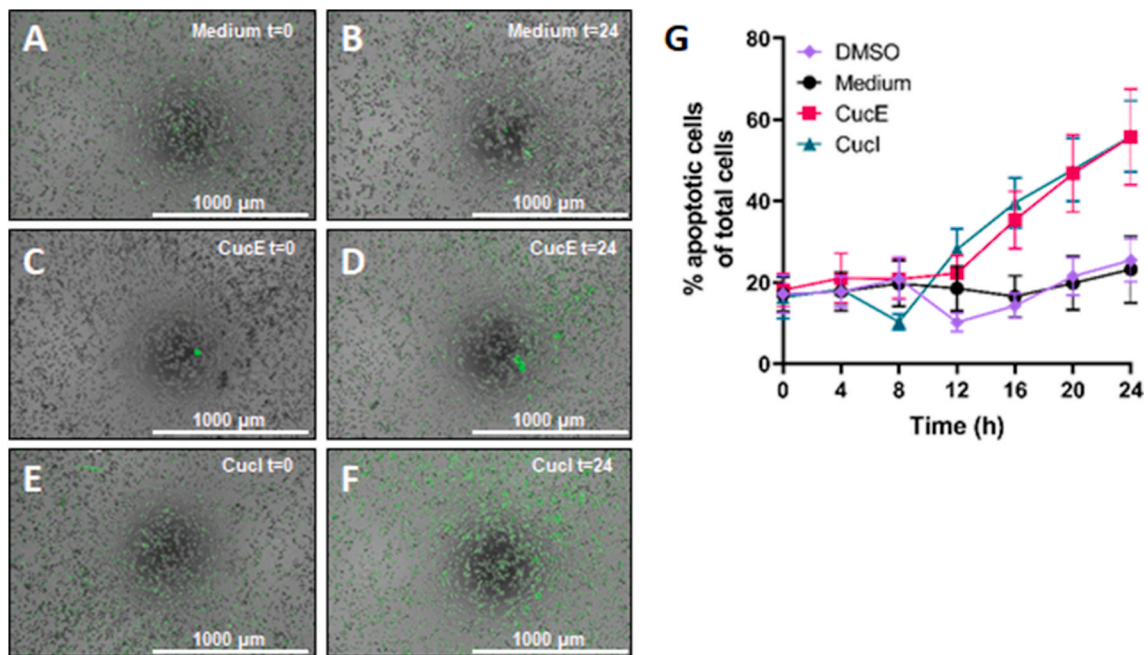 A
Medium t=0
1000 µm
B
Medium t=24
1000 µm
C
CucE t=0
1000 µm
D
CucE t=24
1000 µm
E
CucI t=0
1000 µm
F
CucI t=24
1000 µm
G
DMSO
Medium
CucE
CucI
% apoptotic cells
of total cells
80
60
40
20
0
0 4 8 12 16 20 24
Time (h)